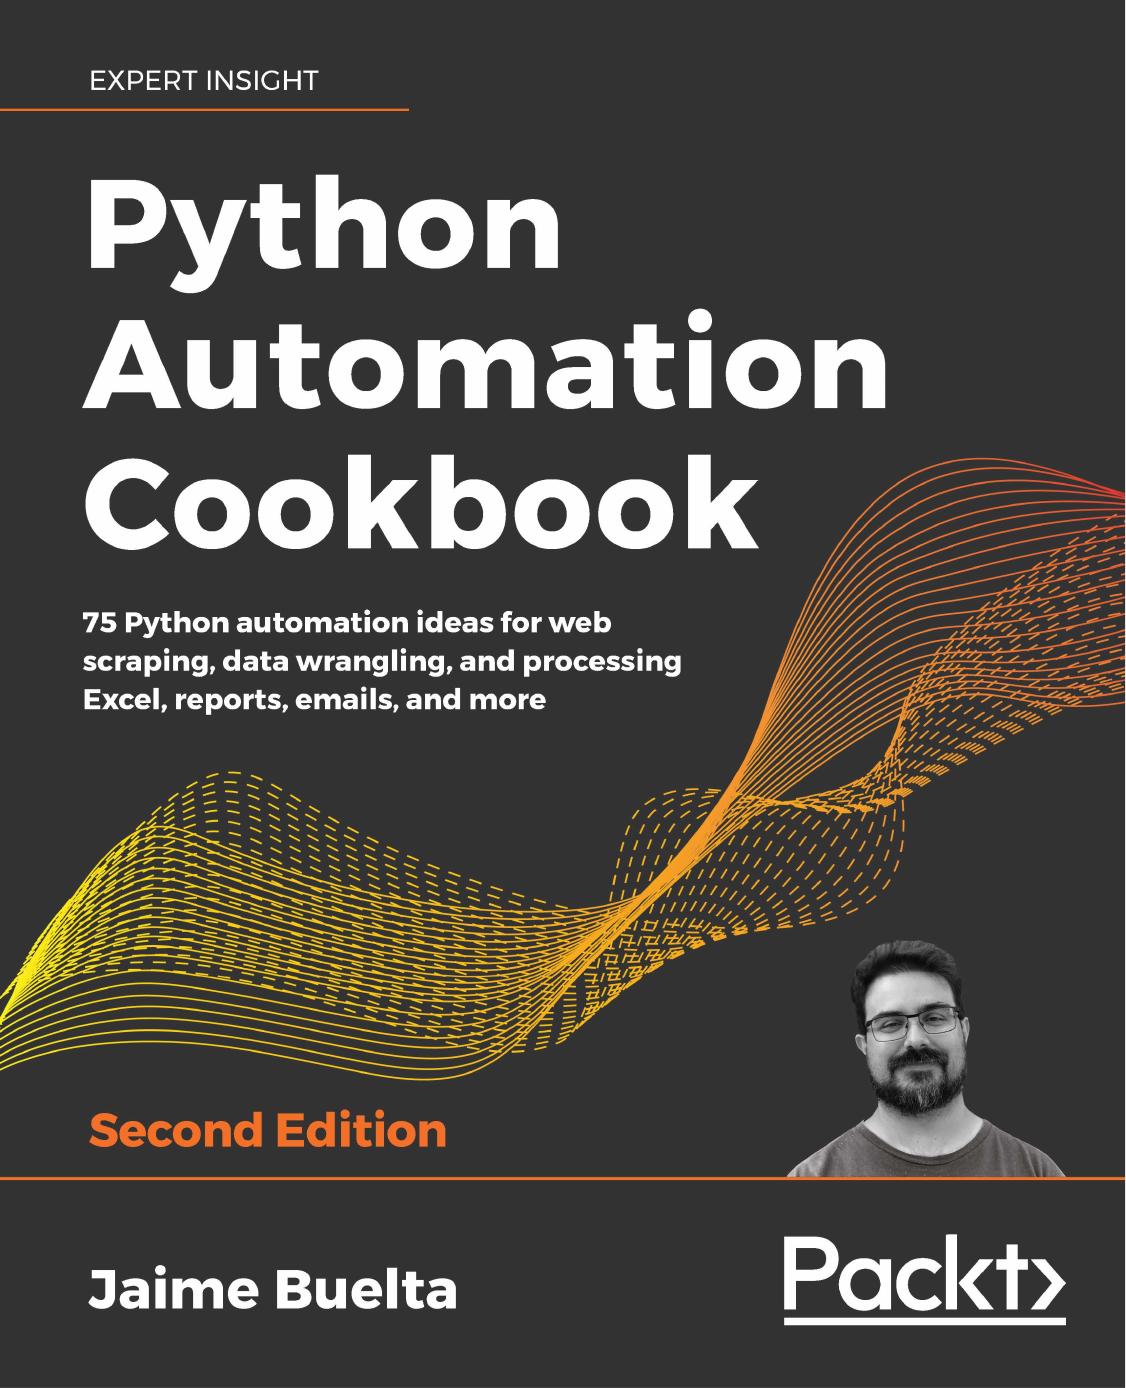 EXPERT INSIGHT
Python
Automation
Cookbook
75 Python automation ideas for web
scraping, data wrangling, and processing
Excel, reports, emails, and more
Second Edition
Jaime Buelta
Packt